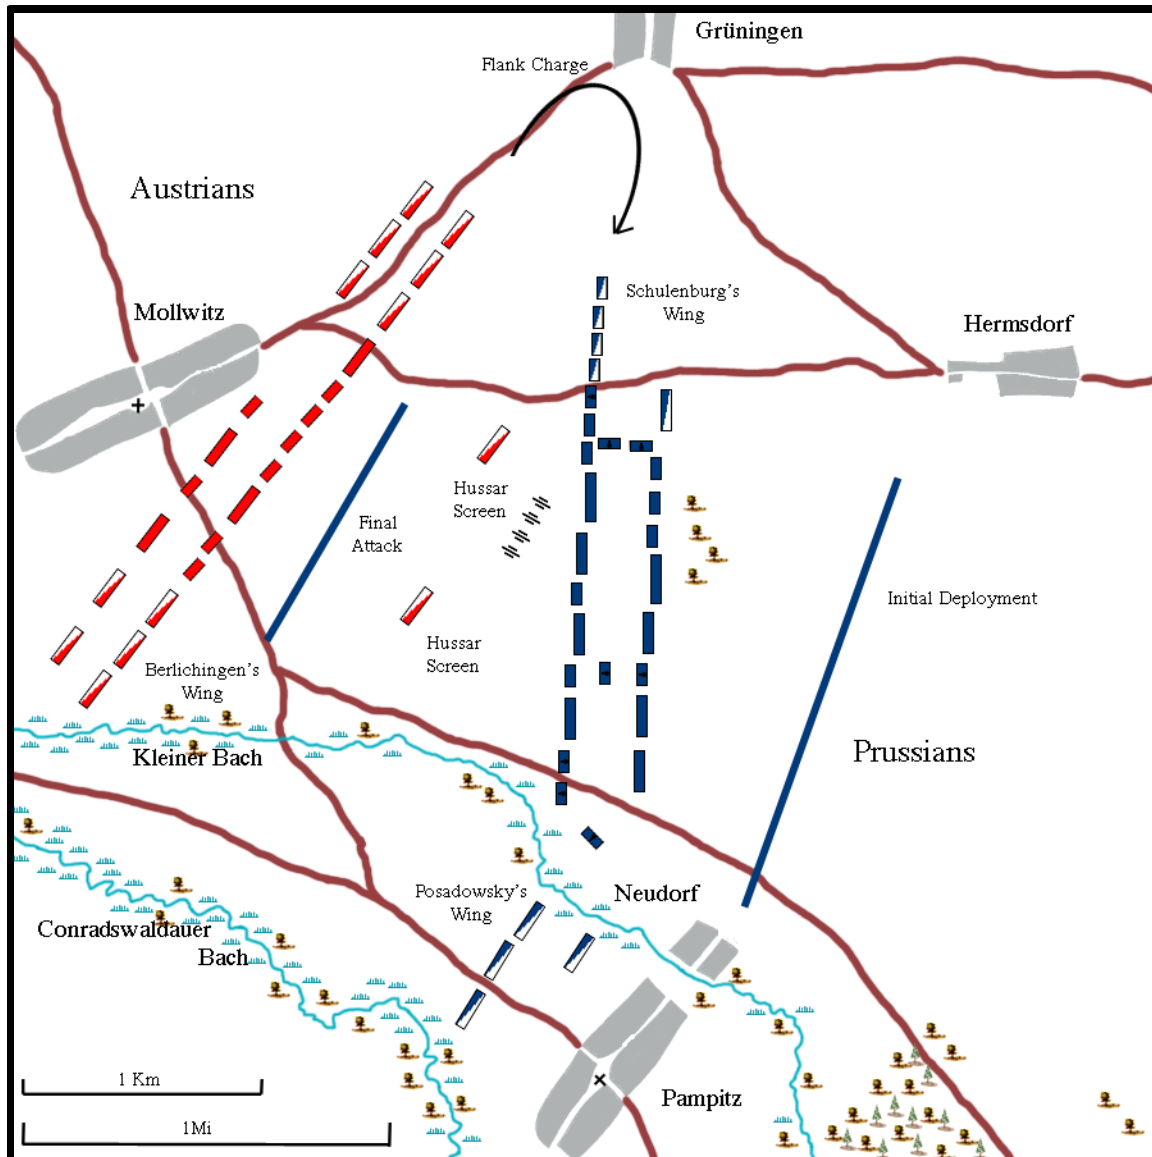 Grüningen
Flank Charge
Austrians
Schulenburg's
Wing
Mollwitz
Hermsdorf
Hussar
Screen
Final
Attack
Initial Deployment
Hussar
Screen
Berlichingen's
Wing
Kleiner Bach
Prussians
Posadowsky's
Wing
Neudorf
Conradswaldauer
Bach
1 Km
Pampitz
1Mi